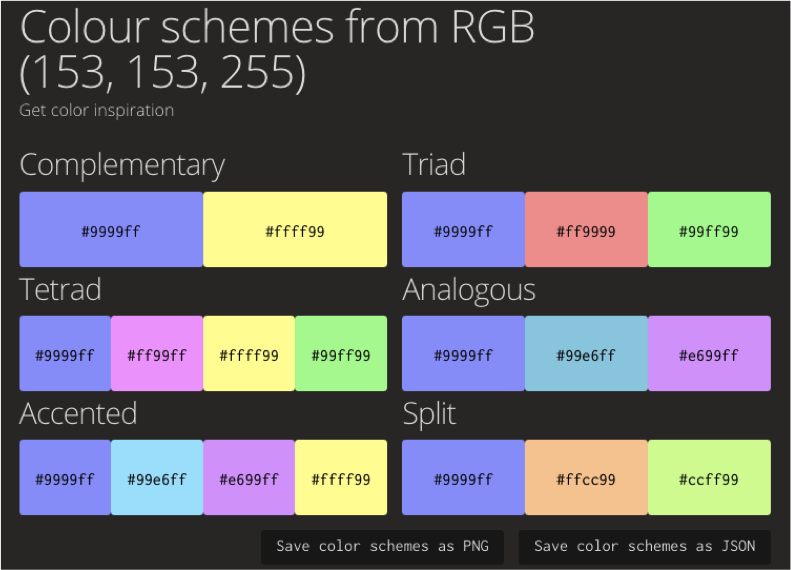 Colour schemes from RGB
(153, 153, 255)
Get color inspiration
Complementary
#9999ff #ffff99
Triad
#9999ff #ff9999 #99ff99
Tetrad
#9999ff #ff99ff #ffff99 #99ff99
Analogous
#9999ff #99e6ff #e699ff
Accented
#9999ff #99e6ff #e699ff #ffff99
Split
#9999ff #ffcc99 #ccff99
Save color schemes as PNG
Save color schemes as JSON